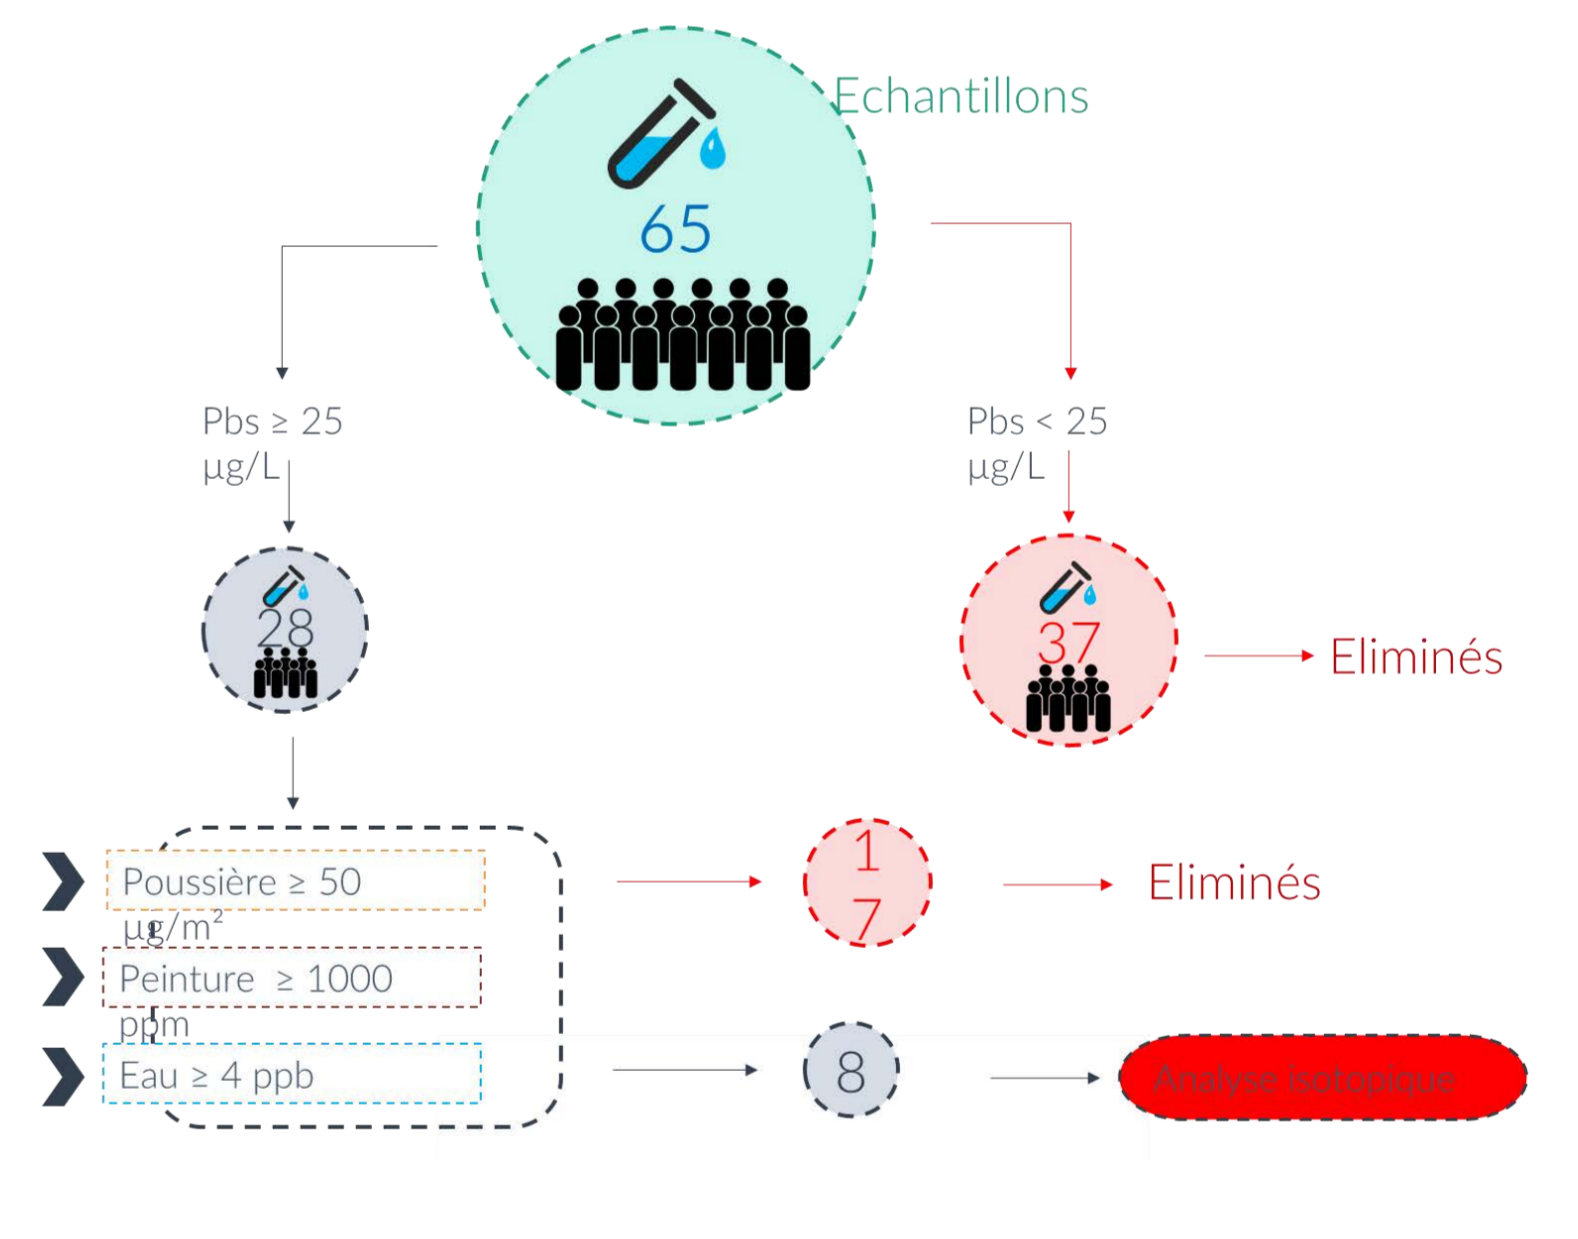 Echantillons
65
Pbs ≥ 25
µg/L
Pbs < 25
µg/L
28
37
Eliminés
Poussière ≥ 50
µg/m²
1
7
Eliminés
Peinture ≥ 1000
ppm
Eau ≥ 4 ppb
8
Analyse isotopique